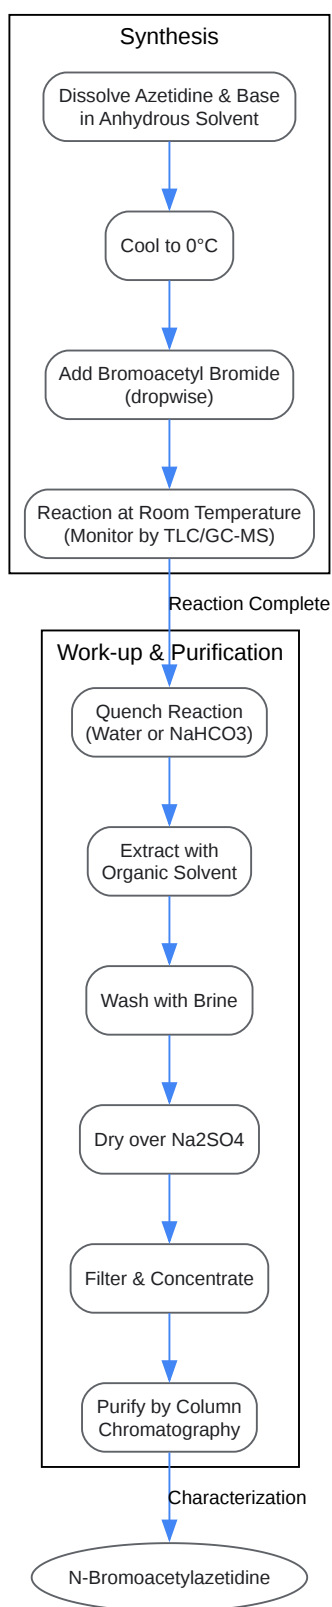 Synthesis
Dissolve Azetidine & Base
in Anhydrous Solvent
Cool to 0°C
Add Bromoacetyl Bromide
(dropwise)
Reaction at Room Temperature
(Monitor by TLC/GC-MS)
Reaction Complete
Work-up & Purification
Quench Reaction
(Water or NaHCO3)
Extract with
Organic Solvent
Wash with Brine
Dry over Na2SO4
Filter & Concentrate
Purify by Column
Chromatography
Characterization
N-Bromoacetylazetidine